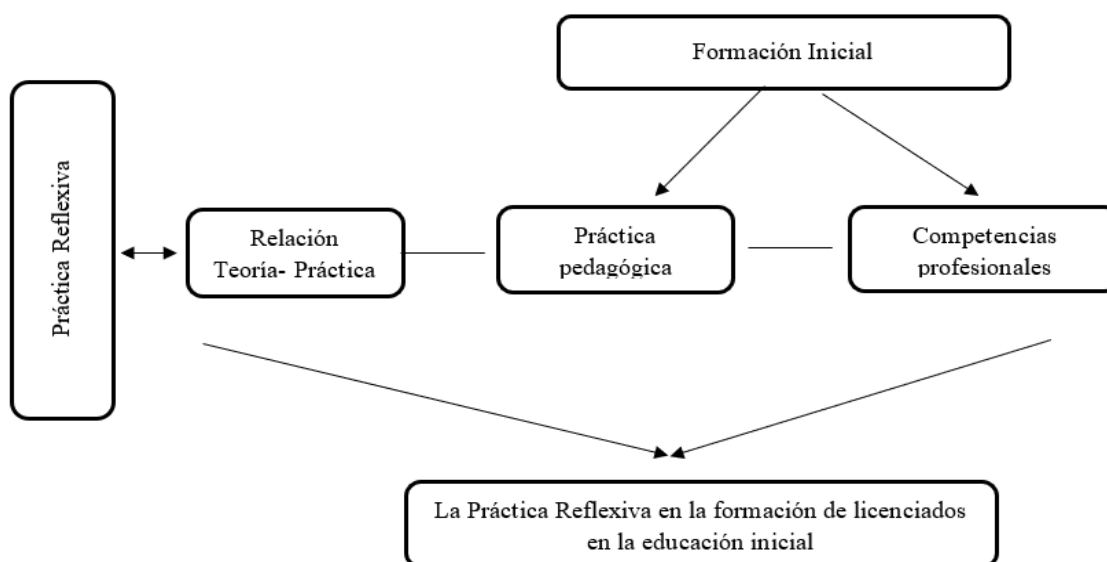 Formación Inicial
Práctica Reflexiva
Relación
Teoría- Práctica
Práctica
pedagógica
Competencias
profesionales
La Práctica Reflexiva en la formación de licenciados
en la educación inicial